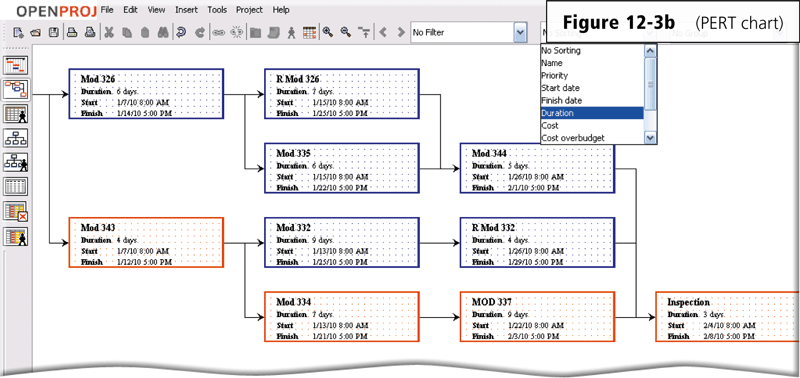 OPENPROJ File Edit View Insert Tools Project Help
Figure 12-3b (PERT chart)
No Filter
No Sorting
Name
Priority
Start date
Finish date
Duration
Cost
Cost overbudget
Mod 326
Duration 6 days.
Start 1/7/10 8:00 AM
Finish 1/14/10 5:00 PM
R Mod 326
Duration 7 days.
Start 1/15/10 8:00 AM
Finish 1/25/10 5:00 PM
Mod 335
Duration 6 days.
Start 1/15/10 8:00 AM
Finish 1/22/10 5:00 PM
Mod 344
Duration 5 days.
Start 1/26/10 8:00 AM
Finish 2/1/10 5:00 PM
Mod 343
Duration 4 days.
Start 1/7/10 8:00 AM
Finish 1/12/10 5:00 PM
Mod 332
Duration 9 days.
Start 1/13/10 8:00 AM
Finish 1/25/10 5:00 PM
R Mod 332
Duration 4 days.
Start 1/26/10 8:00 AM
Finish 1/29/10 5:00 PM
Mod 334
Duration 7 days.
Start 1/13/10 8:00 AM
Finish 1/21/10 5:00 PM
MOD 337
Duration 9 days.
Start 1/22/10 8:00 AM
Finish 2/3/10 5:00 PM
Inspection
Duration 3 days.
Start 2/4/10 8:00 AM
Finish 2/8/10 5:00 PM